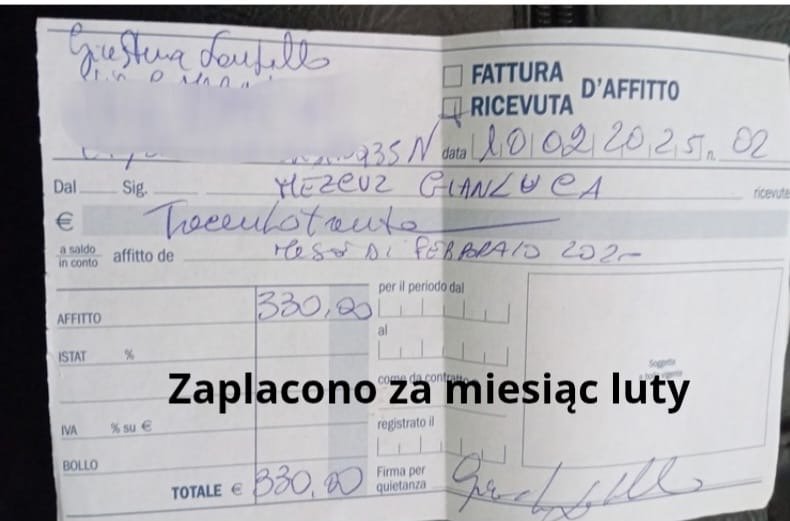 FATTURA
RICEVUTA
D'AFFITTO
935 N data 10 02 2025 n. 02
Dal Sig. GIANLUCA ricevute
€ Trecentotrenta
a saldo
in conto
affitto de MESE DI FEBBRAIO 202
AFFITTO 330,00
per il periodo dal
al
ISTAT %
come da contratto
Zaplacono za miesiąc luty
IVA % su €
registrato il
BOLLO
TOTALE € 330,00
Firma per
quietanza